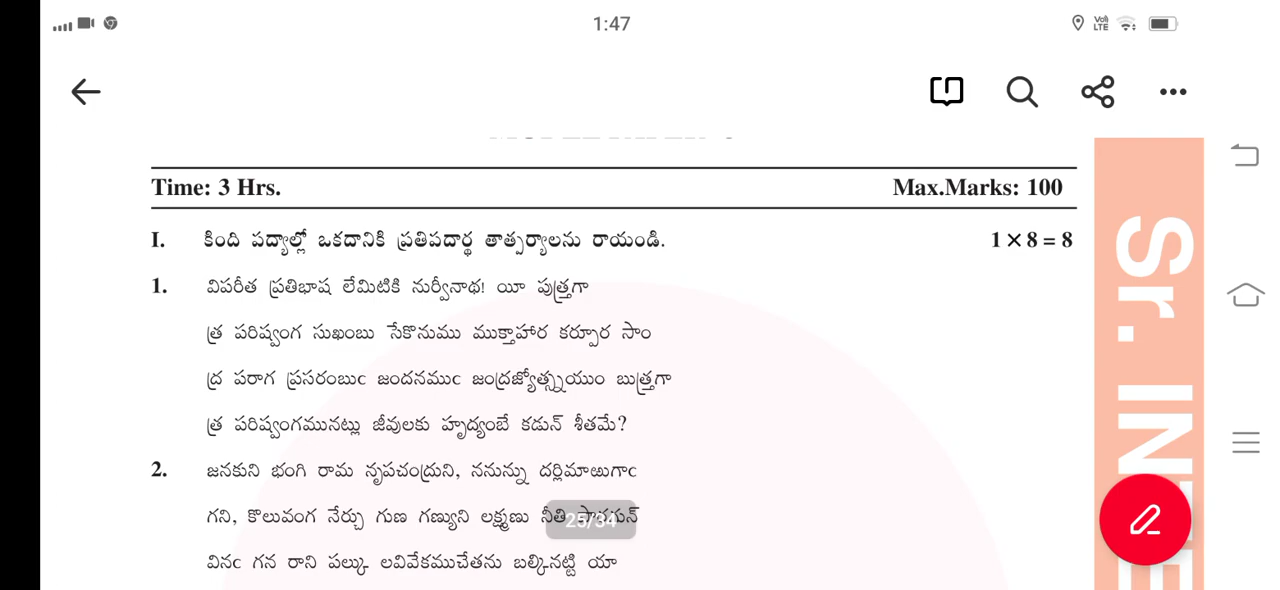 1:47
Time: 3 Hrs. Max.Marks: 100
I. కింది పద్యాల్లో ఒకదానికి ప్రతిపదార్థ తాత్పర్యాలను రాయండి. 1 × 8 = 8
1. విపరీత ప్రతిభాష లేమిటికి నుర్వీనాథ! యీ పుత్త్రగా
త్ర పరిష్వంగ సుఖంబు సేకొనుము ముక్తాహార కర్పూర సాం
ద్ర పరాగ ప్రసరంబుఁ జందనముఁ జంద్రజ్యోత్స్నయుం బుత్త్రగా
త్ర పరిష్వంగమునట్లు జీవులకు హృద్యంబే కడున్ శీతమే?
2. జనకుని భంగి రామ నృపచంద్రుని, ననున్ను దల్లిమాఱుగాఁ
గని, కొలువంగ నేర్చు గుణ గణ్యుని లక్ష్మణు నీతి
25/34
వినఁ గన రాని పల్కు లవివేకముచేతను బల్కినట్టి యా
Sr. INTE